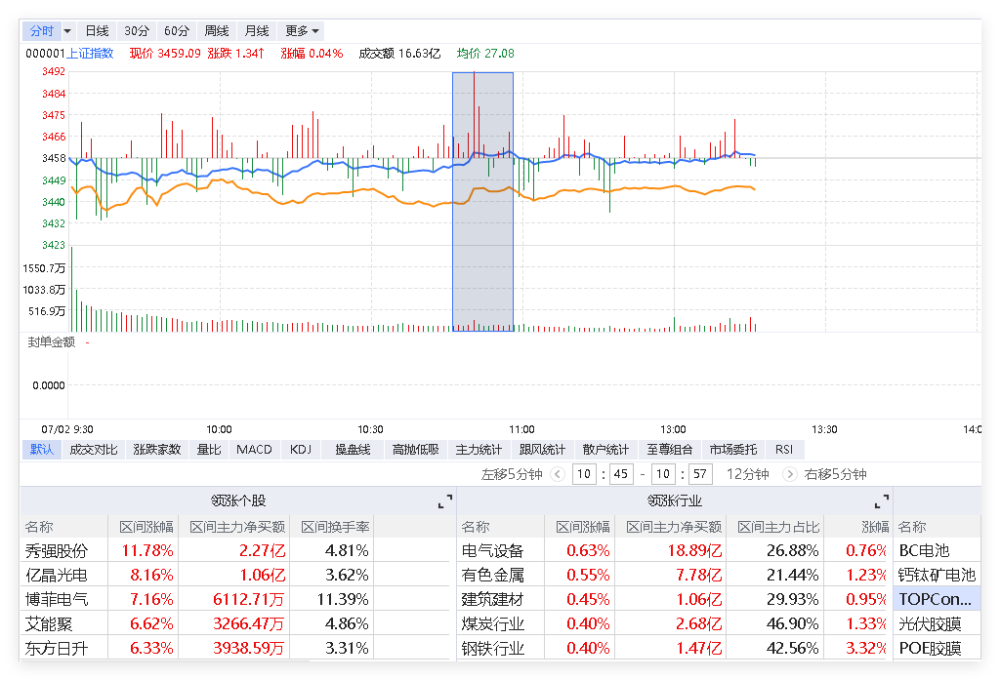 分时 日线 30分 60分 周线 月线 更多
000001上证指数 现价 3459.09 涨跌 1.34↑ 涨幅 0.04% 成交额 16.63亿 均价 27.08
3492
3484
3475
3466
3458
3449
3440
3432
3423
1550.7万
1033.8万
516.9万
封单金额 -
0.0000
07/02 9:30 10:00 10:30 11:00 13:00 13:30 14:0
默认 成交对比 涨跌家数 量比 MACD KDJ 操盘线 高抛低吸 主力统计 跟风统计 散户统计 至尊组合 市场委托 RSI
左移5分钟 10 : 45 - 10 : 57 12分钟 右移5分钟
领涨个股 领涨行业
名称 区间涨幅 区间主力净买额 区间换手率 名称 区间涨幅 区间主力净买额 区间主力占比 涨幅 名称
秀强股份 11.78% 2.27亿 4.81% 电气设备 0.63% 18.89亿 26.88% 0.76% BC电池
亿晶光电 8.16% 1.06亿 3.62% 有色金属 0.55% 7.78亿 21.44% 1.23% 钙钛矿电池
博菲电气 7.16% 6112.71万 11.39% 建筑建材 0.45% 1.06亿 29.93% 0.95% TOPCon...
艾能聚 6.62% 3266.47万 4.86% 煤炭行业 0.40% 2.68亿 46.90% 1.33% 光伏胶膜
东方日升 6.33% 3938.59万 3.31% 钢铁行业 0.40% 1.47亿 42.56% 3.32% POE胶膜